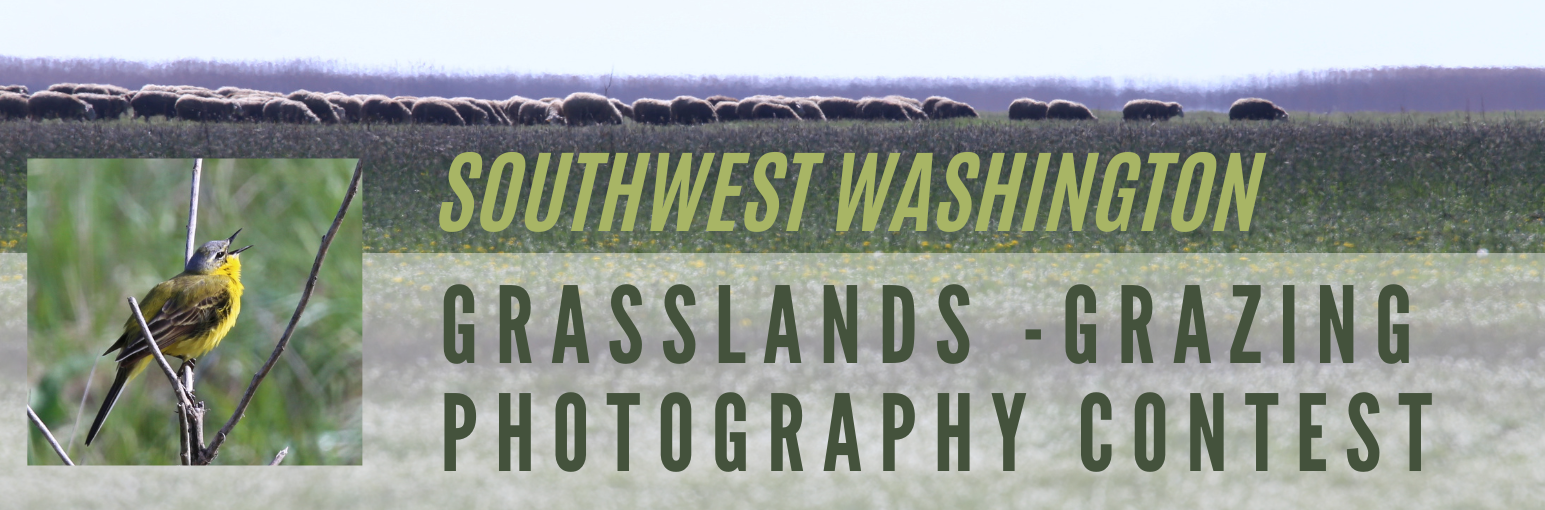 SOUTHWEST WASHINGTON
GRASSLANDS -GRAZING
PHOTOGRAPHY CONTEST